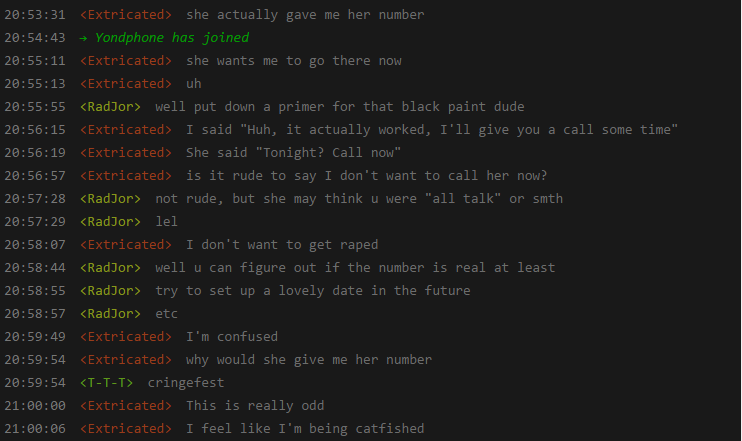 20:53:31 <Extricated> she actually gave me her number
20:54:43 → Yondphone has joined
20:55:11 <Extricated> she wants me to go there now
20:55:13 <Extricated> uh
20:55:55 <RadJor> well put down a primer for that black paint dude
20:56:15 <Extricated> I said "Huh, it actually worked, I'll give you a call some time"
20:56:19 <Extricated> She said "Tonight? Call now"
20:56:57 <Extricated> is it rude to say I don't want to call her now?
20:57:28 <RadJor> not rude, but she may think u were "all talk" or smth
20:57:29 <RadJor> lel
20:58:07 <Extricated> I don't want to get raped
20:58:44 <RadJor> well u can figure out if the number is real at least
20:58:55 <RadJor> try to set up a lovely date in the future
20:58:57 <RadJor> etc
20:59:49 <Extricated> I'm confused
20:59:54 <Extricated> why would she give me her number
20:59:54 <T-T-T> cringefest
21:00:00 <Extricated> This is really odd
21:00:06 <Extricated> I feel like I'm being catfished